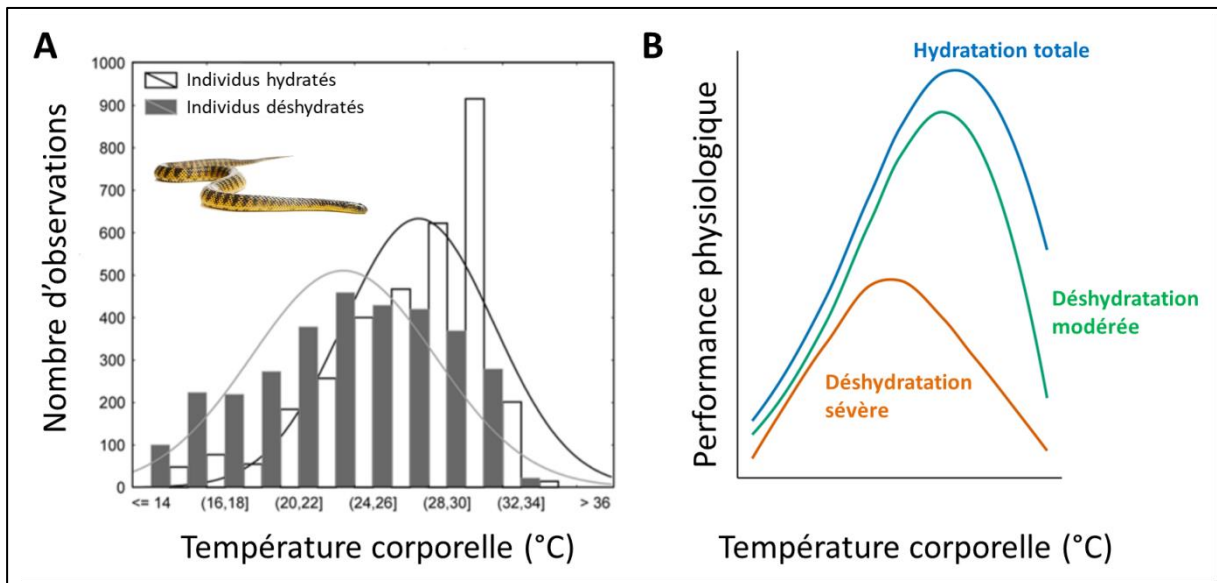 A
Nombre d'observations
1000
900
800
700
600
500
400
300
200
100
0
Individus hydratés
Individus déshydratés
<= 14
(16,18]
(20,22]
(24,26]
(28,30]
(32,34]
> 36
Température corporelle (°C)
B
Performance physiologique
Hydratation totale
Déshydratation
modérée
Déshydratation
sévère
Température corporelle (°C)